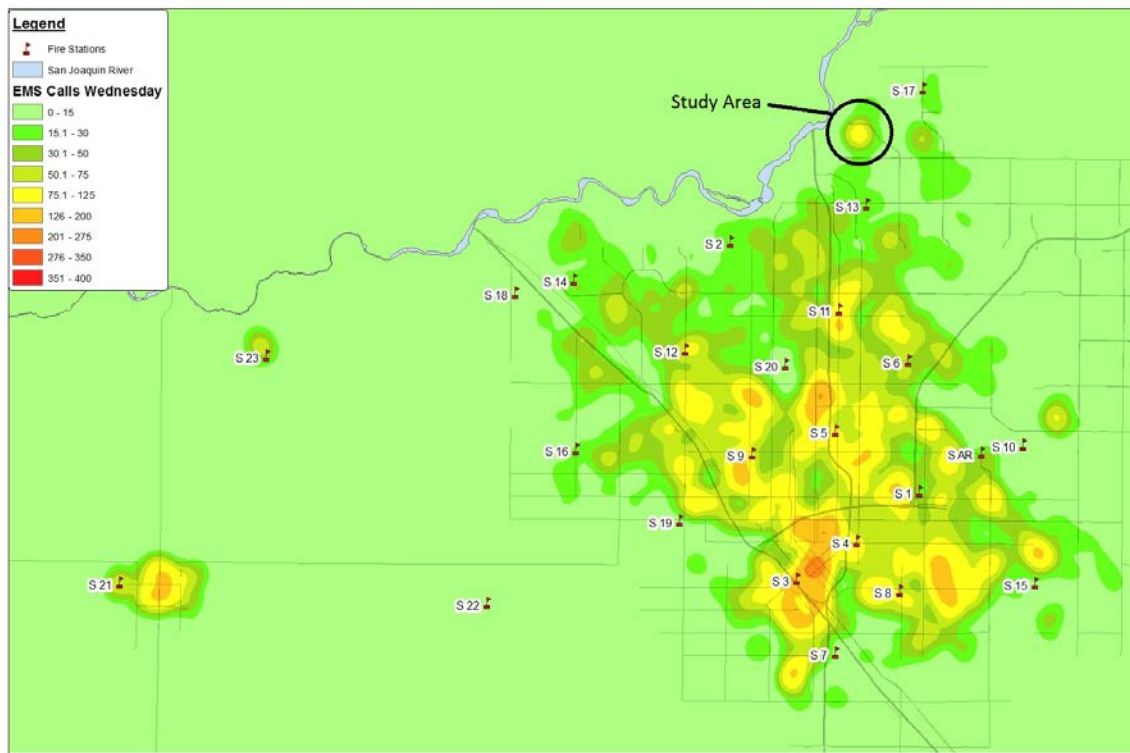 Legend
Fire Stations
San Joaquin River
EMS Calls Wednesday
0 - 15
15.1 - 30
30.1 - 50
50.1 - 75
75.1 - 125
126 - 200
201 - 275
276 - 350
351 - 400
S 17
Study Area
S 13
S 2
S 14
S 18
S 11
S 12
S 23
S 20
S 6
S 5
S 10
S 16
S 9
S AR
S 1
S 19
S 4
S 3
S 21
S 15
S 8
S 22
S 7